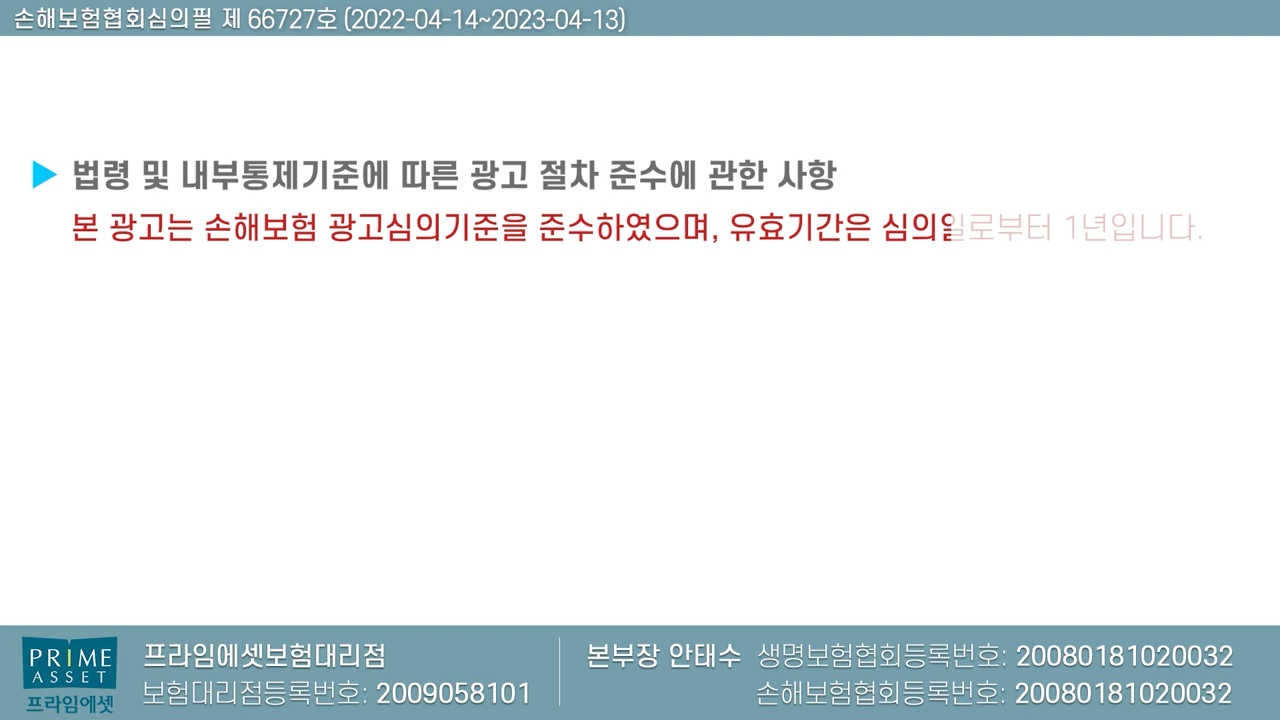 손해보험협회심의필 제 66727호 (2022-04-14~2023-04-13)
▶ 법령 및 내부통제기준에 따른 광고 절차 준수에 관한 사항
본 광고는 손해보험 광고심의기준을 준수하였으며, 유효기간은 심의일로부터 1년입니다.
PRIME
ASSET
프라임에셋
프라임에셋보험대리점
보험대리점등록번호: 2009058101
본부장 안태수 생명보험협회등록번호: 20080181020032
손해보험협회등록번호: 20080181020032